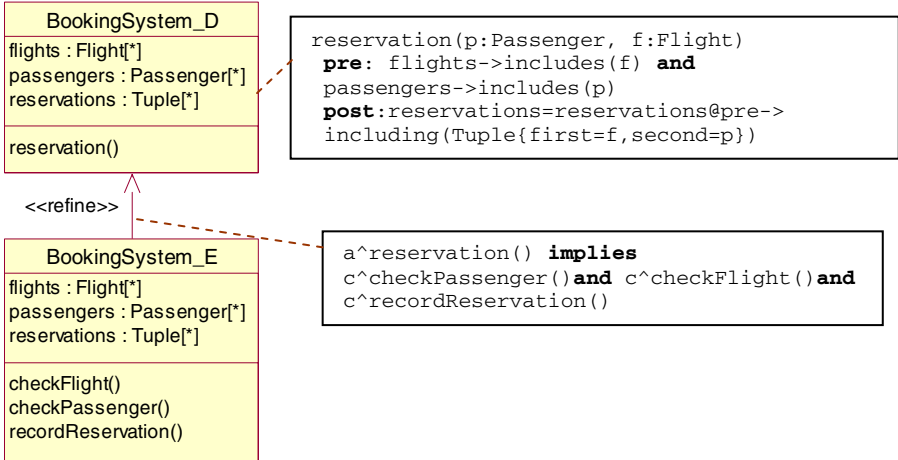 BookingSystem_D
flights : Flight[*]
passengers : Passenger[*]
reservations : Tuple[*]
reservation()
reservation(p:Passenger, f:Flight)
pre: flights->includes(f) and
passengers->includes(p)
post:reservations=reservations@pre->
including(Tuple{first=f,second=p})
<<refine>>
a^reservation() implies
c^checkPassenger()and c^checkFlight()and
c^recordReservation()
BookingSystem_E
flights : Flight[*]
passengers : Passenger[*]
reservations : Tuple[*]
checkFlight()
checkPassenger()
recordReservation()